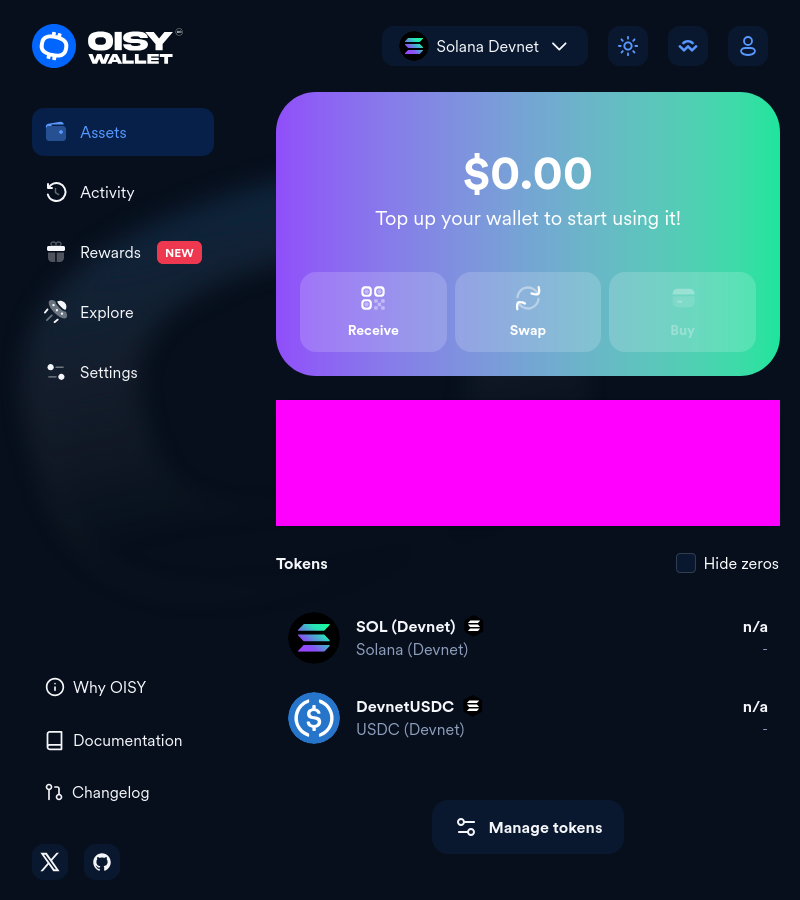 OISY
WALLET
Solana Devnet
Assets
Activity
Rewards NEW
Explore
Settings
$0.00
Top up your wallet to start using it!
Receive
Swap
Buy
Tokens
Hide zeros
SOL (Devnet)
n/a
Solana (Devnet)
-
DevnetUSDC
n/a
USDC (Devnet)
-
Why OISY
Documentation
Changelog
Manage tokens